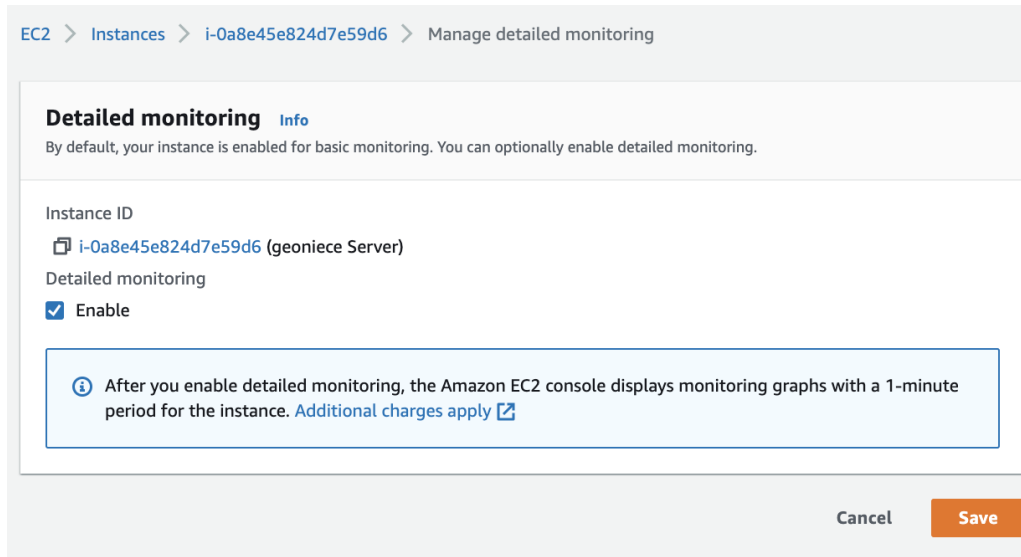 EC2 > Instances > i-0a8e45e824d7e59d6 > Manage detailed monitoring
Detailed monitoring Info
By default, your instance is enabled for basic monitoring. You can optionally enable detailed monitoring.
Instance ID
i-0a8e45e824d7e59d6 (geoniece Server)
Detailed monitoring
Enable
After you enable detailed monitoring, the Amazon EC2 console displays monitoring graphs with a 1-minute
period for the instance. Additional charges apply
Cancel Save